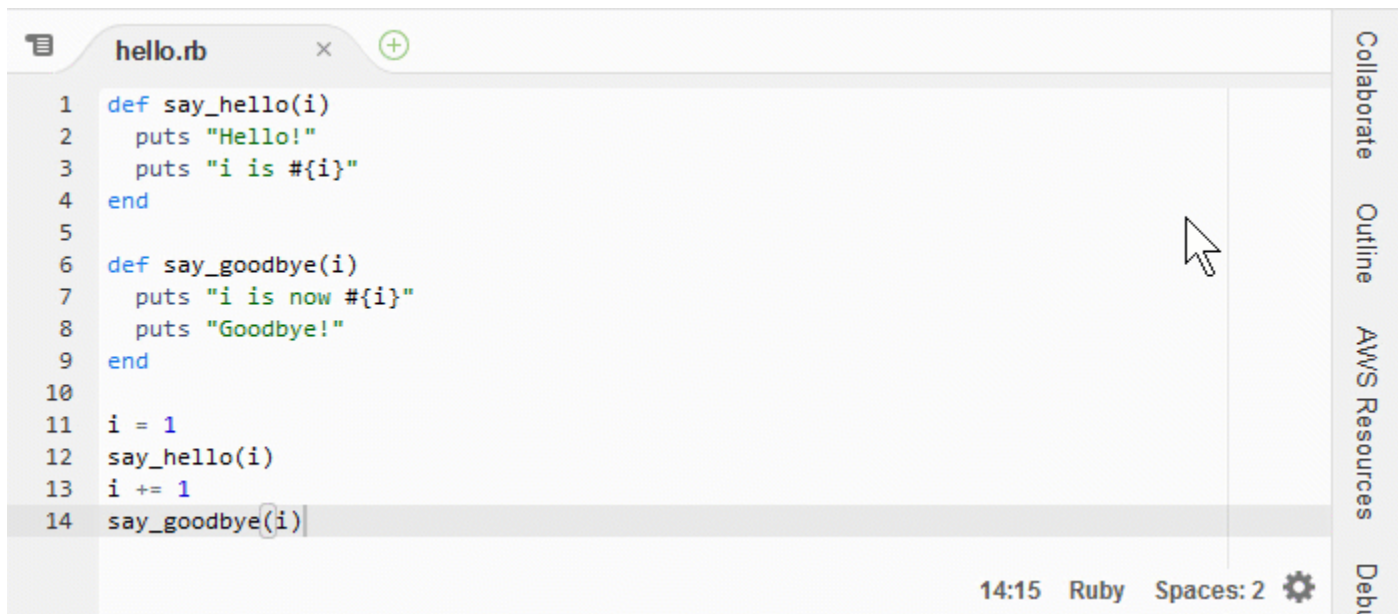 hello.rb
1 def say_hello(i)
2   puts "Hello!"
3   puts "i is #{i}"
4 end
5
6 def say_goodbye(i)
7   puts "i is now #{i}"
8   puts "Goodbye!"
9 end
10
11 i = 1
12 say_hello(i)
13 i += 1
14 say_goodbye(i)
14:15 Ruby Spaces: 2
Collaborate
Outline
AWS Resources
Debu